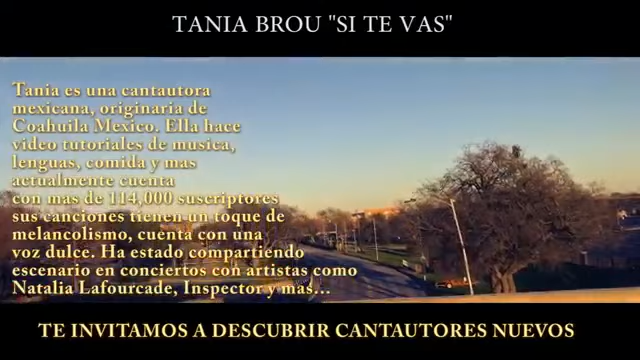 TANIA BROU "SI TE VAS"
Tania es una cantautora
mexicana, originaria de
Coahuila Mexico. Ella hace
video tutoriales de musica,
lenguas, comida y mas
actualmente cuenta
con mas de 114,000 suscriptores
sus canciones tienen un toque de
melancolismo, cuenta con una
voz dulce. Ha estado compartiendo
escenario en conciertos con artistas como
Natalia Lafourcade, Inspector y mas...
TE INVITAMOS A DESCUBRIR CANTAUTORES NUEVOS